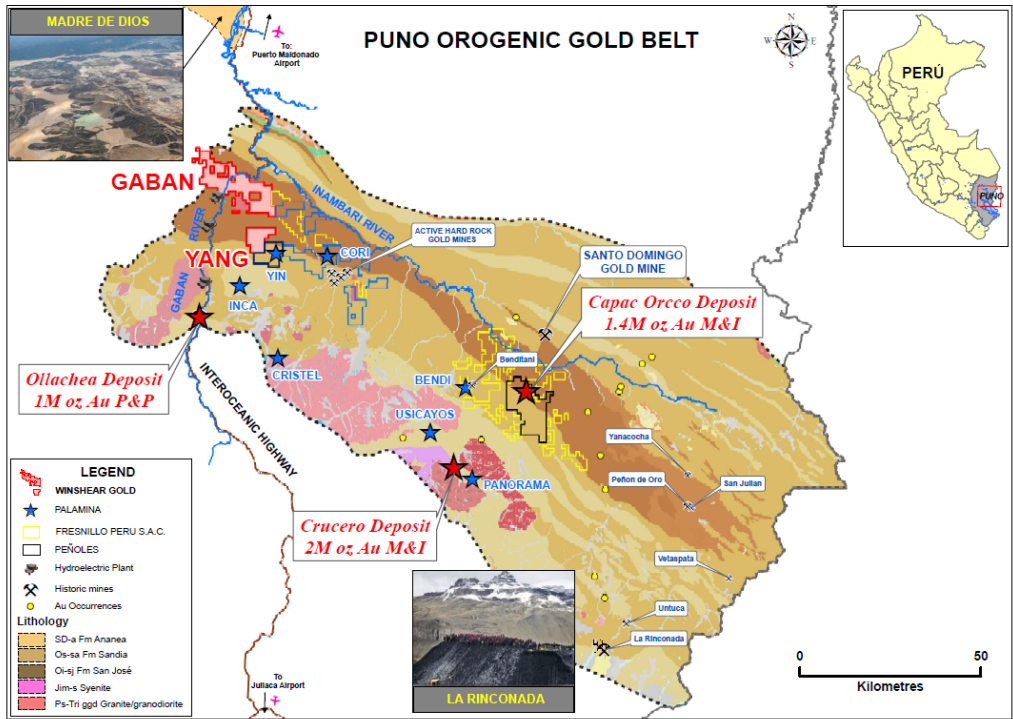 MADRE DE DIOS
To:
Puerto Maldonado
Airport
PUNO OROGENIC GOLD BELT
N
W
E
S
PERÚ
PUNO
GABAN
INAMBARI RIVER
RIVER
GABAN
ACTIVE HARD ROCK
GOLD MINES
YANG
CORI
YIN
INCA
SANTO DOMINGO
GOLD MINE
Capac Orcco Deposit
1.4M oz Au M&I
Ollachea Deposit
1M oz Au P&P
CRISTEL
INTEROCEANIC HIGHWAY
BENDI
Benditani
USICAYOS
PANORAMA
Crucero Deposit
2M oz Au M&I
Yanacocha
Peñon de Oro
San Julian
Vetaspata
Untuca
La Rinconada
LEGEND
WINSHEAR GOLD
PALAMINA
FRESNILLO PERU S.A.C.
PEÑOLES
Hydroelectric Plant
Historic mines
Au Occurrences
Lithology
SD-a Fm Ananea
Os-sa Fm Sandia
Oi-sj Fm San José
Jim-s Syenite
Ps-Tri ggd Granite/granodiorite
To
Juliaca Airport
LA RINCONADA
0
50
Kilometres